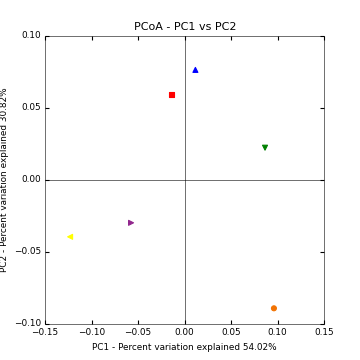 PCoA - PC1 vs PC2
0.10
0.05
0.00
−0.05
−0.10
PC2 - Percent variation explained 30.82%
−0.15 −0.10 −0.05 0.00 0.05 0.10 0.15
PC1 - Percent variation explained 54.02%